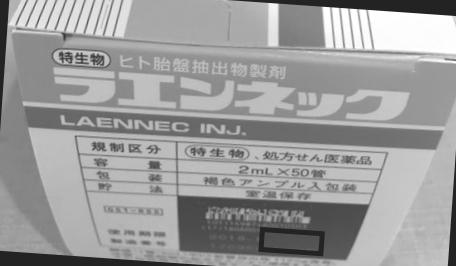 特生物 ヒト胎盤抽出物製剤
ラエンネック
LAENNEC INJ.
規制区分 特生物、処方せん医薬品
容量 2mL×50管
包装 褐色アンプル入包装
貯法 室温保存
使用期限
製造番号